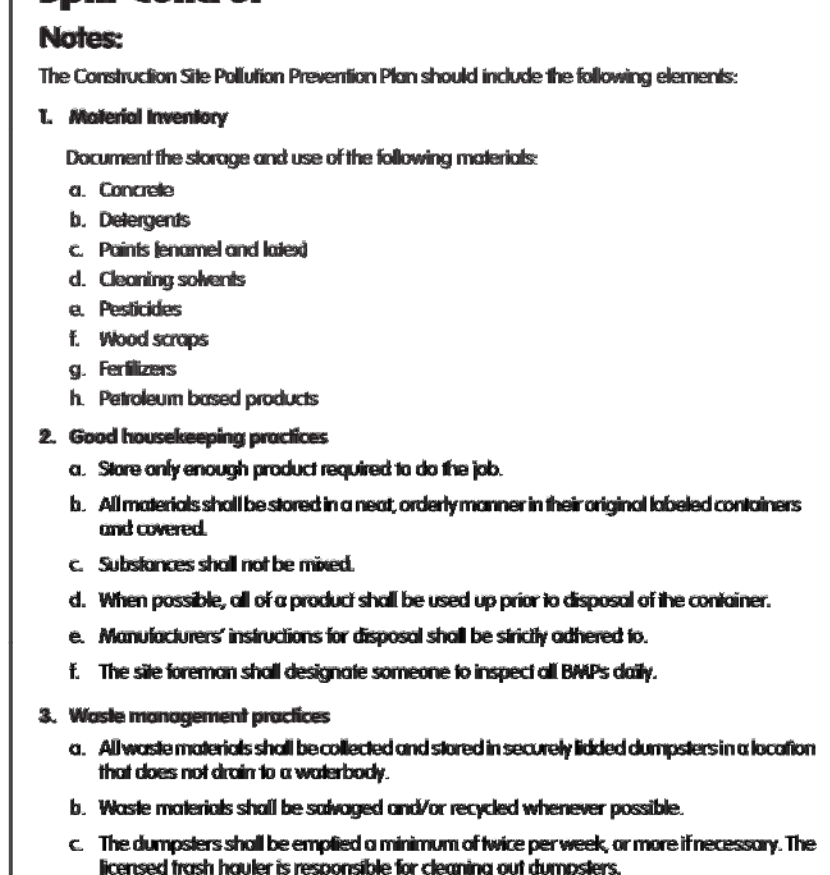 Spill Control
Notes:
The Construction Site Pollution Prevention Plan should include the following elements:
1. Material Inventory
Document the storage and use of the following materials:
a. Concrete
b. Detergents
c. Paints (enamel and latex)
d. Cleaning solvents
e. Pesticides
f. Wood scraps
g. Fertilizers
h. Petroleum based products
2. Good housekeeping practices
a. Store only enough product required to do the job.
b. All materials shall be stored in a neat, orderly manner in their original labeled containers
and covered.
c. Substances shall not be mixed.
d. When possible, all of a product shall be used up prior to disposal of the container.
e. Manufacturers' instructions for disposal shall be strictly adhered to.
f. The site foreman shall designate someone to inspect all BMPs daily.
3. Waste management practices
a. All waste materials shall be collected and stored in securely lidded dumpsters in a location
that does not drain to a waterbody.
b. Waste materials shall be salvaged and/or recycled whenever possible.
c. The dumpsters shall be emptied a minimum of twice per week, or more if necessary. The
licensed trash hauler is responsible for cleaning out dumpsters.